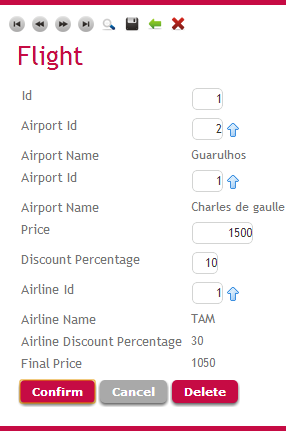 Flight
Id 1
Airport Id 2
Airport Name Guarulhos
Airport Id 1
Airport Name Charles de gaulle
Price 1500
Discount Percentage 10
Airline Id 1
Airline Name TAM
Airline Discount Percentage 30
Final Price 1050
Confirm Cancel Delete